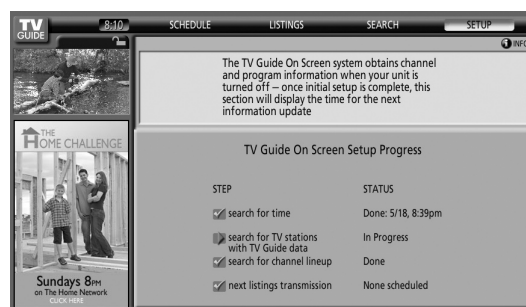 TV
GUIDE
8:10
SCHEDULE LISTINGS SEARCH SETUP
INFO
The TV Guide On Screen system obtains channel
and program information when your unit is
turned off – once initial setup is complete, this
section will display the time for the next
information update
THE
HOME CHALLENGE
Sundays 8PM
on The Home Network
CLICK HERE
TV Guide On Screen Setup Progress
STEP STATUS
search for time Done: 5/18, 8:39pm
search for TV stations In Progress
with TV Guide data
search for channel lineup Done
next listings transmission None scheduled